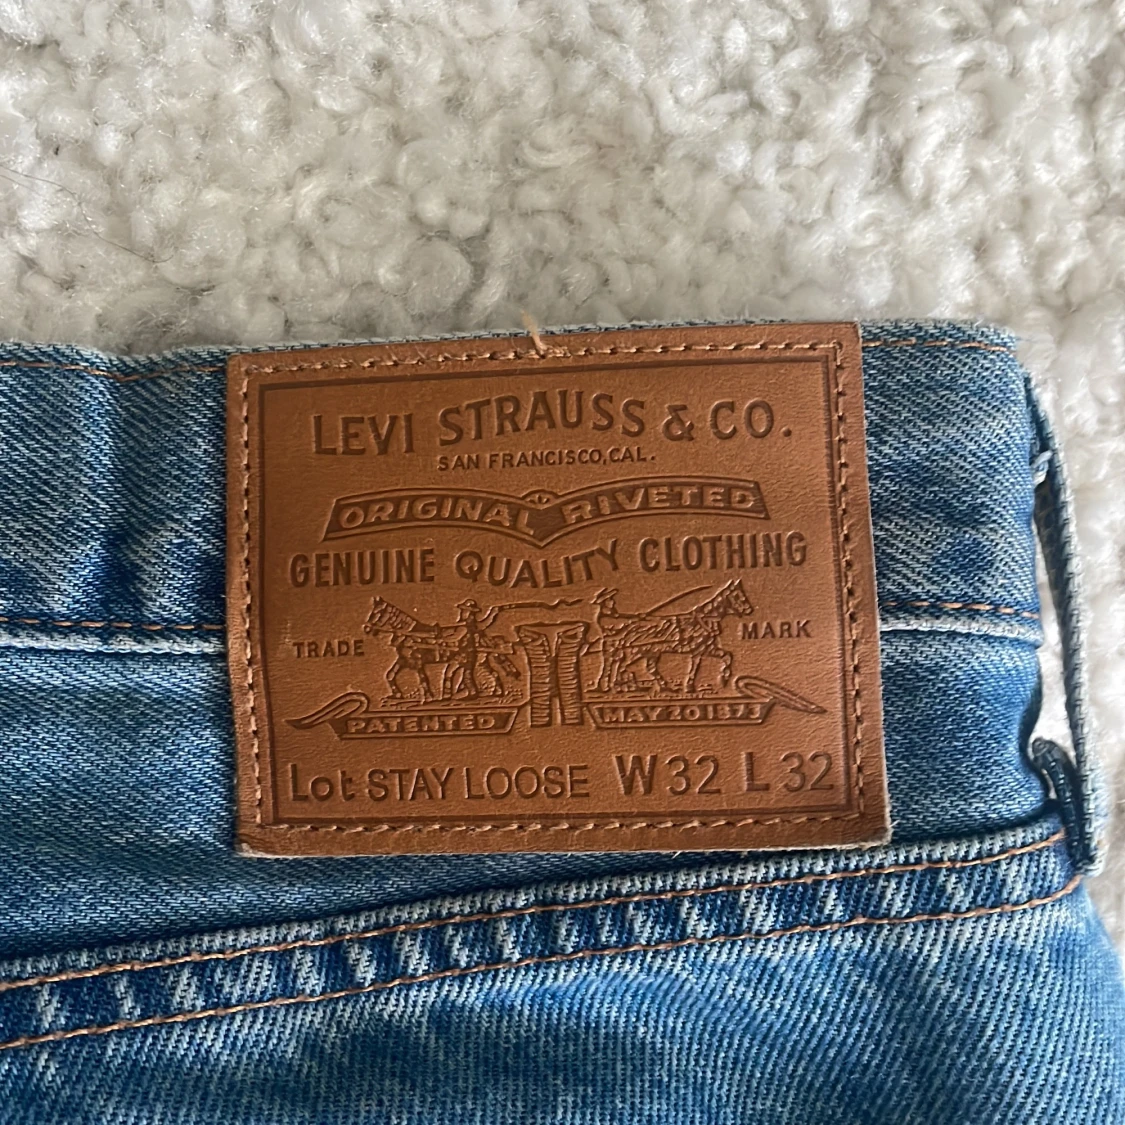 LEVI STRAUSS & CO.
SAN FRANCISCO, CAL.
ORIGINAL RIVETED
GENUINE QUALITY CLOTHING
TRADE MARK
PATENTED MAY 20 1873
Lot STAY LOOSE W 32 L 32